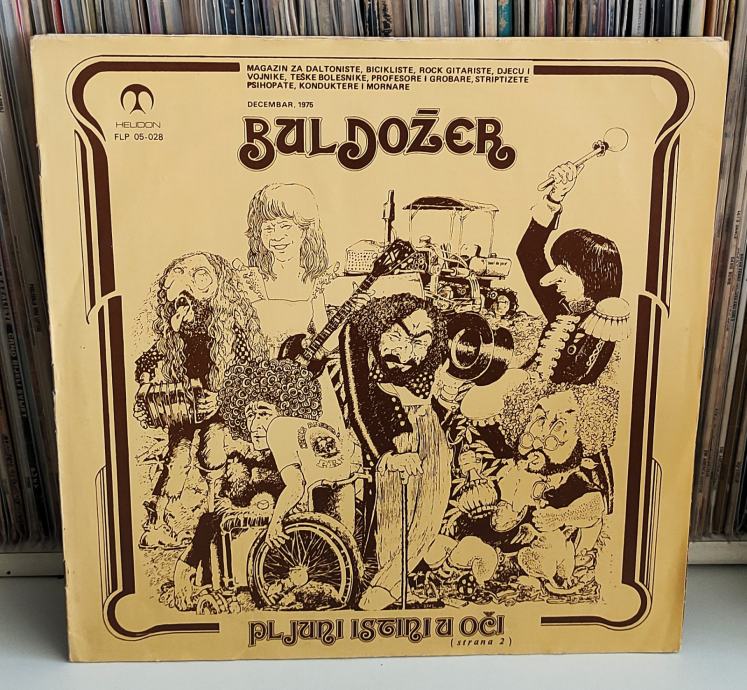 MAGAZIN ZA DALTONISTE, BICIKLISTE, ROCK GITARISTE, DJECU I
VOJNIKE, TEŠKE BOLESNIKE, PROFESORE I GROBARE, STRIPTIZETE
PSIHOPATE, KONDUKTERE I MORNARE
DECEMBAR, 1975
HELIDON
FLP 05-028
BULDOŽER
PLJUNI ISTINI U OČI
(strana 2)